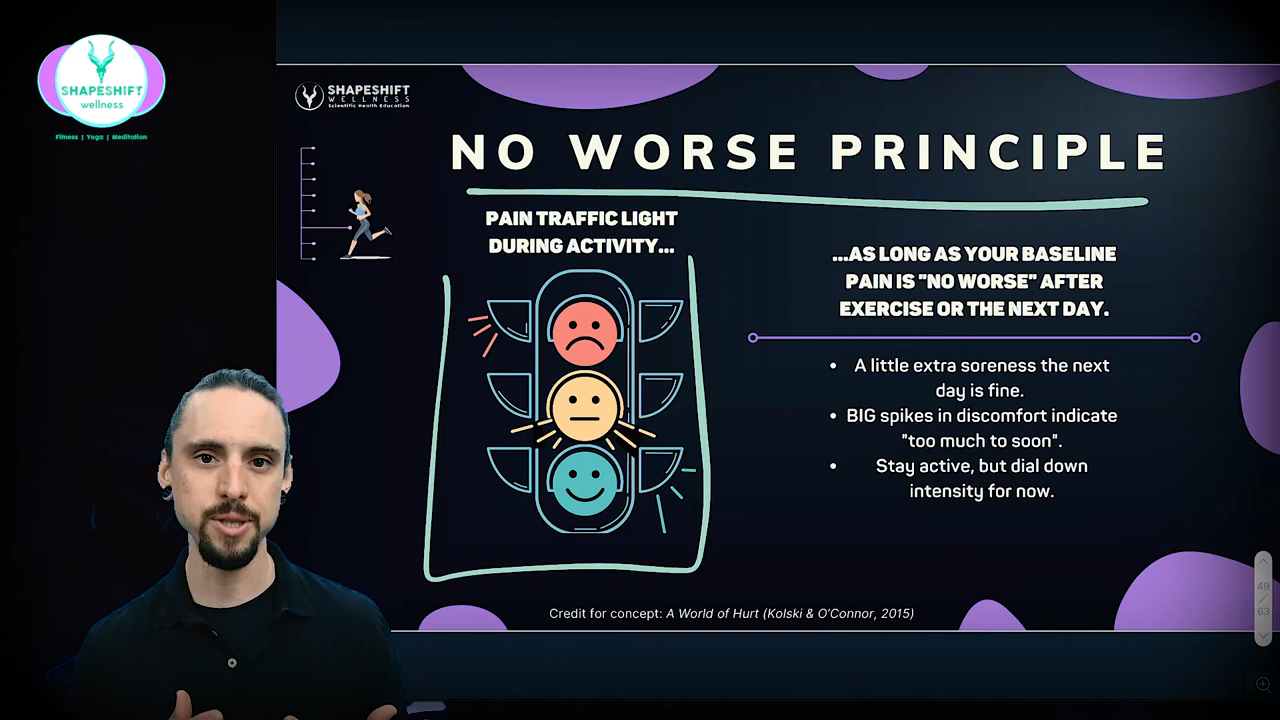 SHAPESHIFT
wellness
Fitness | Yoga | Meditation
SHAPESHIFT
WELLNESS
Scientific Health Education
NO WORSE PRINCIPLE
PAIN TRAFFIC LIGHT
DURING ACTIVITY...
...AS LONG AS YOUR BASELINE
PAIN IS "NO WORSE" AFTER
EXERCISE OR THE NEXT DAY.
• A little extra soreness the next
day is fine.
• BIG spikes in discomfort indicate
"too much to soon".
• Stay active, but dial down
intensity for now.
Credit for concept: A World of Hurt (Kolski & O'Connor, 2015)
49
/
63